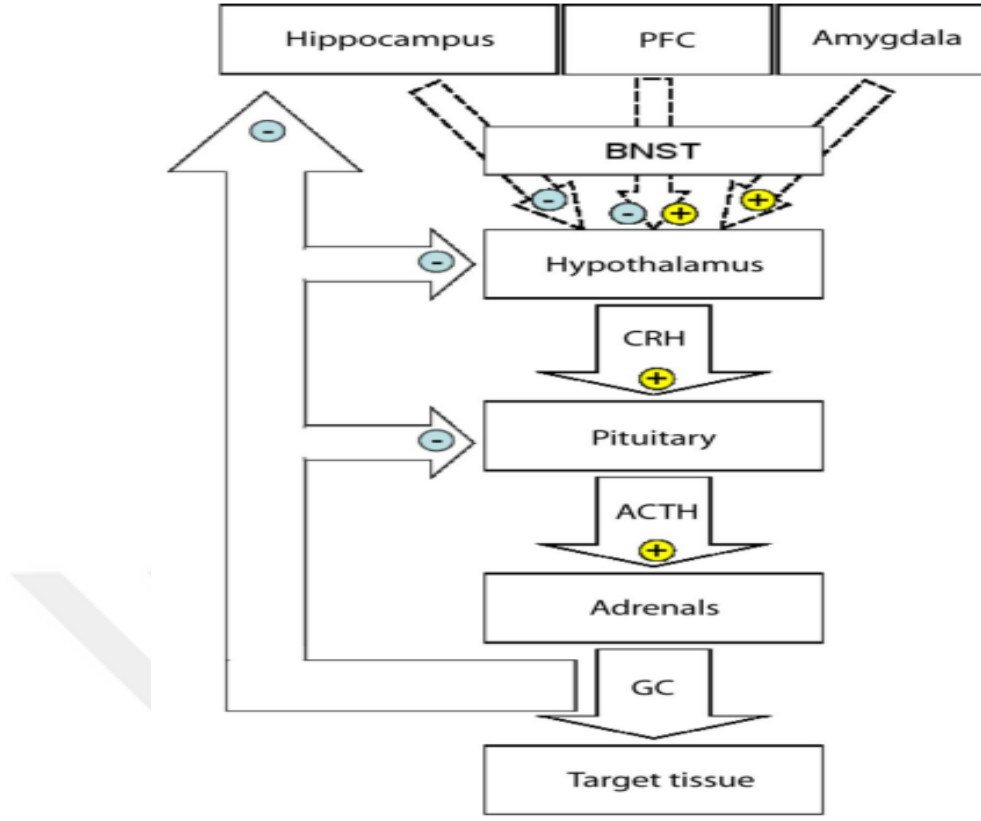 Hippocampus
PFC
Amygdala
-
BNST
-
-
+
+
-
Hypothalamus
CRH
+
-
Pituitary
ACTH
+
Adrenals
GC
Target tissue